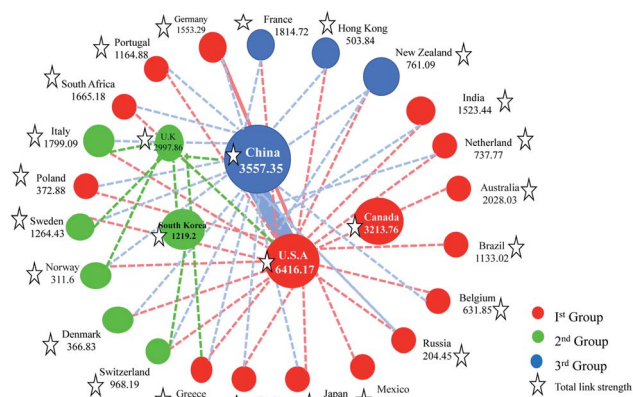 Germany
1553.29
France
1814.72
Hong Kong
503.84
New Zealand
761.09
Portugal
1164.88
South Africa
1665.18
India
1523.44
Italy
1799.09
U.K
2997.86
China
3557.35
Netherland
737.77
Poland
372.88
Australia
2028.03
Sweden
1264.43
South Korea
1219.2
Canada
3213.76
U.S.A
6416.17
Brazil
1133.02
Norway
311.6
Belgium
631.85
Denmark
366.83
Russia
204.45
Switzerland
968.19
Greece
Japan
Mexico
1st Group
2nd Group
3rd Group
Total link strength